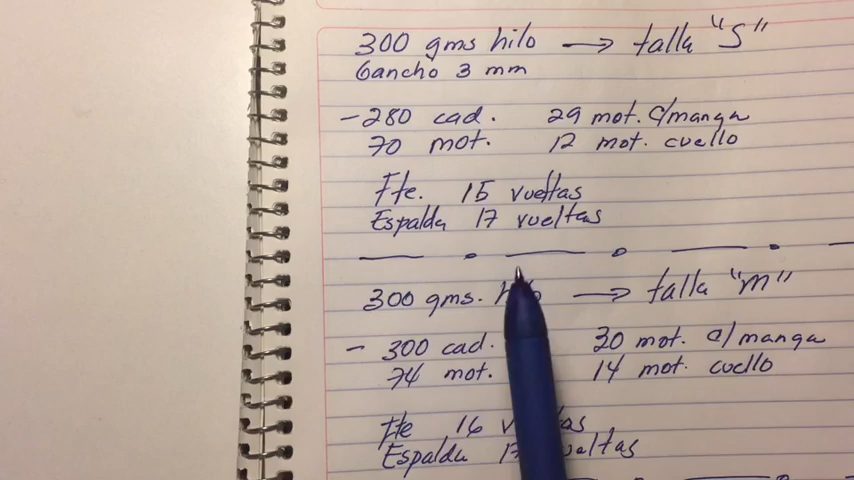 300 gms hilo → talla "S"
Gancho 3 mm
- 280 cad. 29 mot. c/manga
70 mot. 12 mot. cuello
Fte. 15 vueltas
Espalda 17 vueltas
300 gms. → talla "M"
- 300 cad. 30 mot. c/manga
74 mot. 14 mot. cuello
Fte 16
Espalda